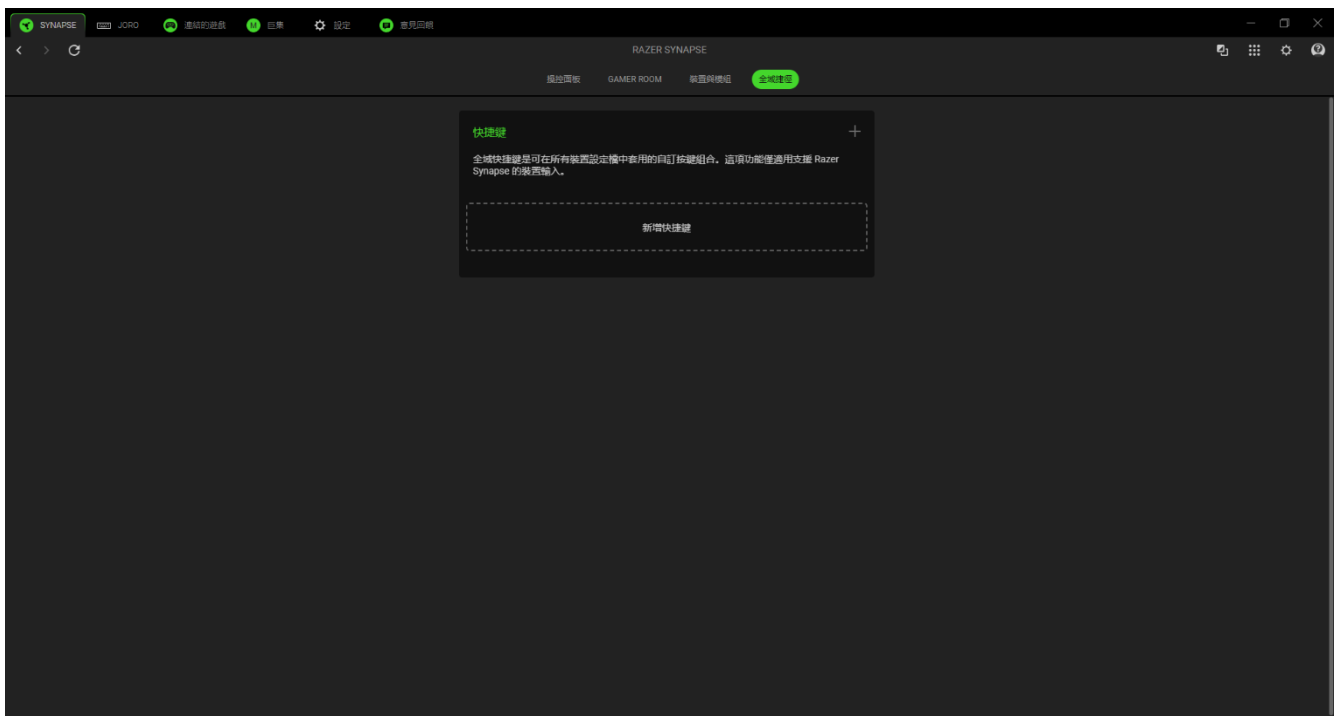 SYNAPSE JORO 連結的遊戲 M 巨集 設定 意見回饋
RAZER SYNAPSE
操控面板 GAMER ROOM 裝置與模組 全域捷徑
快捷鍵
全域快捷鍵是可在所有裝置設定檔中套用的自訂按鍵組合。這項功能僅適用支援 Razer
Synapse 的裝置輸入。
新增快捷鍵